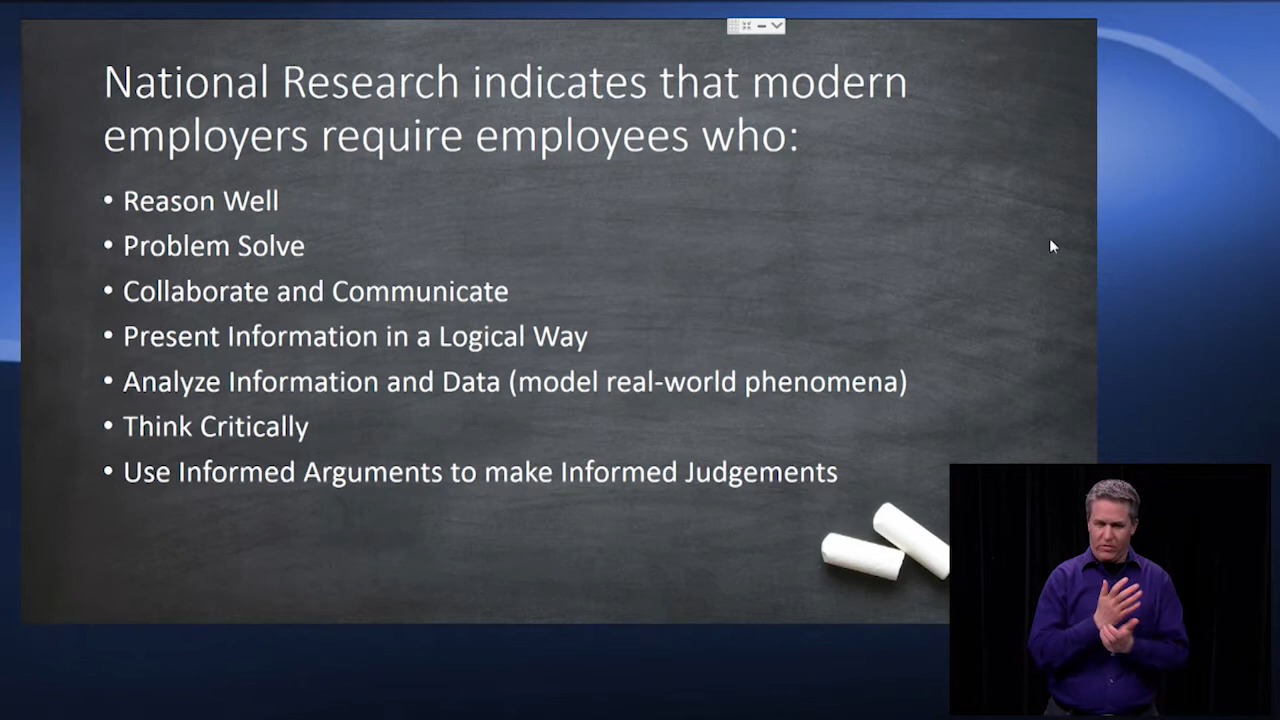 National Research indicates that modern
employers require employees who:
• Reason Well
• Problem Solve
• Collaborate and Communicate
• Present Information in a Logical Way
• Analyze Information and Data (model real-world phenomena)
• Think Critically
• Use Informed Arguments to make Informed Judgements